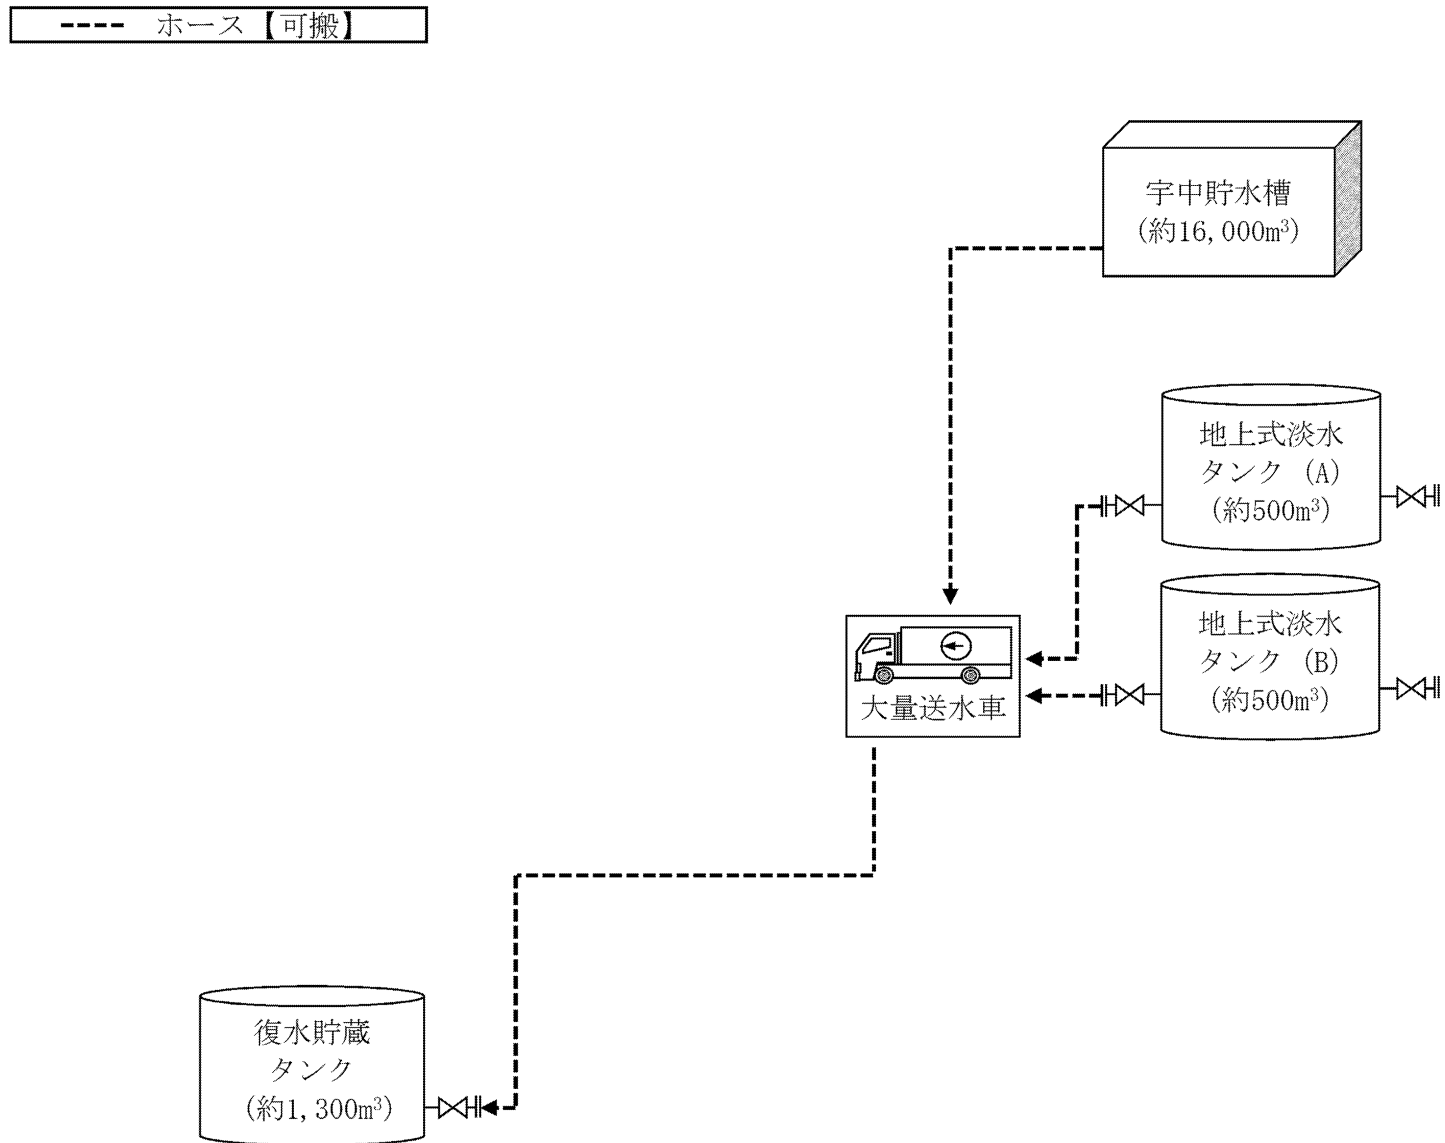 ホース【可搬】
宇中貯水槽
(約16,000m³)
地上式淡水
タンク (A)
(約500m³)
地上式淡水
タンク (B)
(約500m³)
大量送水車
復水貯蔵
タンク
(約1,300m³)